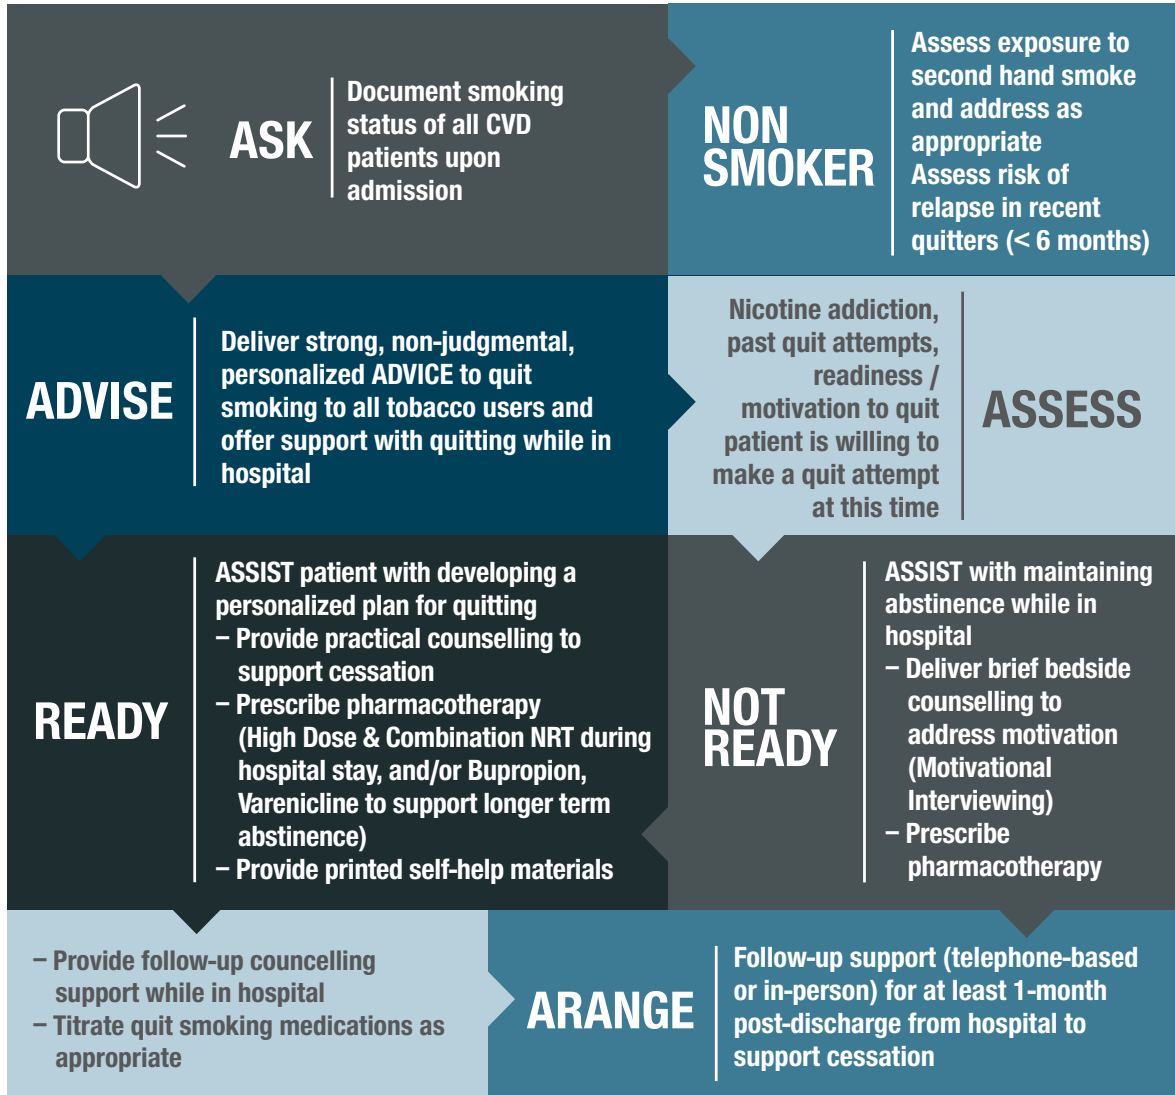 ASK
Document smoking
status of all CVD
patients upon
admission
NON
SMOKER
Assess exposure to
second hand smoke
and address as
appropriate
Assess risk of
relapse in recent
quitters (< 6 months)
ADVISE
Deliver strong, non-judgmental,
personalized ADVICE to quit
smoking to all tobacco users and
offer support with quitting while in
hospital
Nicotine addiction,
past quit attempts,
readiness /
motivation to quit
patient is willing to
make a quit attempt
at this time
ASSESS
READY
ASSIST patient with developing a
personalized plan for quitting
– Provide practical counselling to
support cessation
– Prescribe pharmacotherapy
(High Dose & Combination NRT during
hospital stay, and/or Bupropion,
Varenicline to support longer term
abstinence)
– Provide printed self-help materials
NOT
READY
ASSIST with maintaining
abstinence while in
hospital
– Deliver brief bedside
counselling to
address motivation
(Motivational
Interviewing)
– Prescribe
pharmacotherapy
– Provide follow-up councelling
support while in hospital
– Titrate quit smoking medications as
appropriate
ARANGE
Follow-up support (telephone-based
or in-person) for at least 1-month
post-discharge from hospital to
support cessation